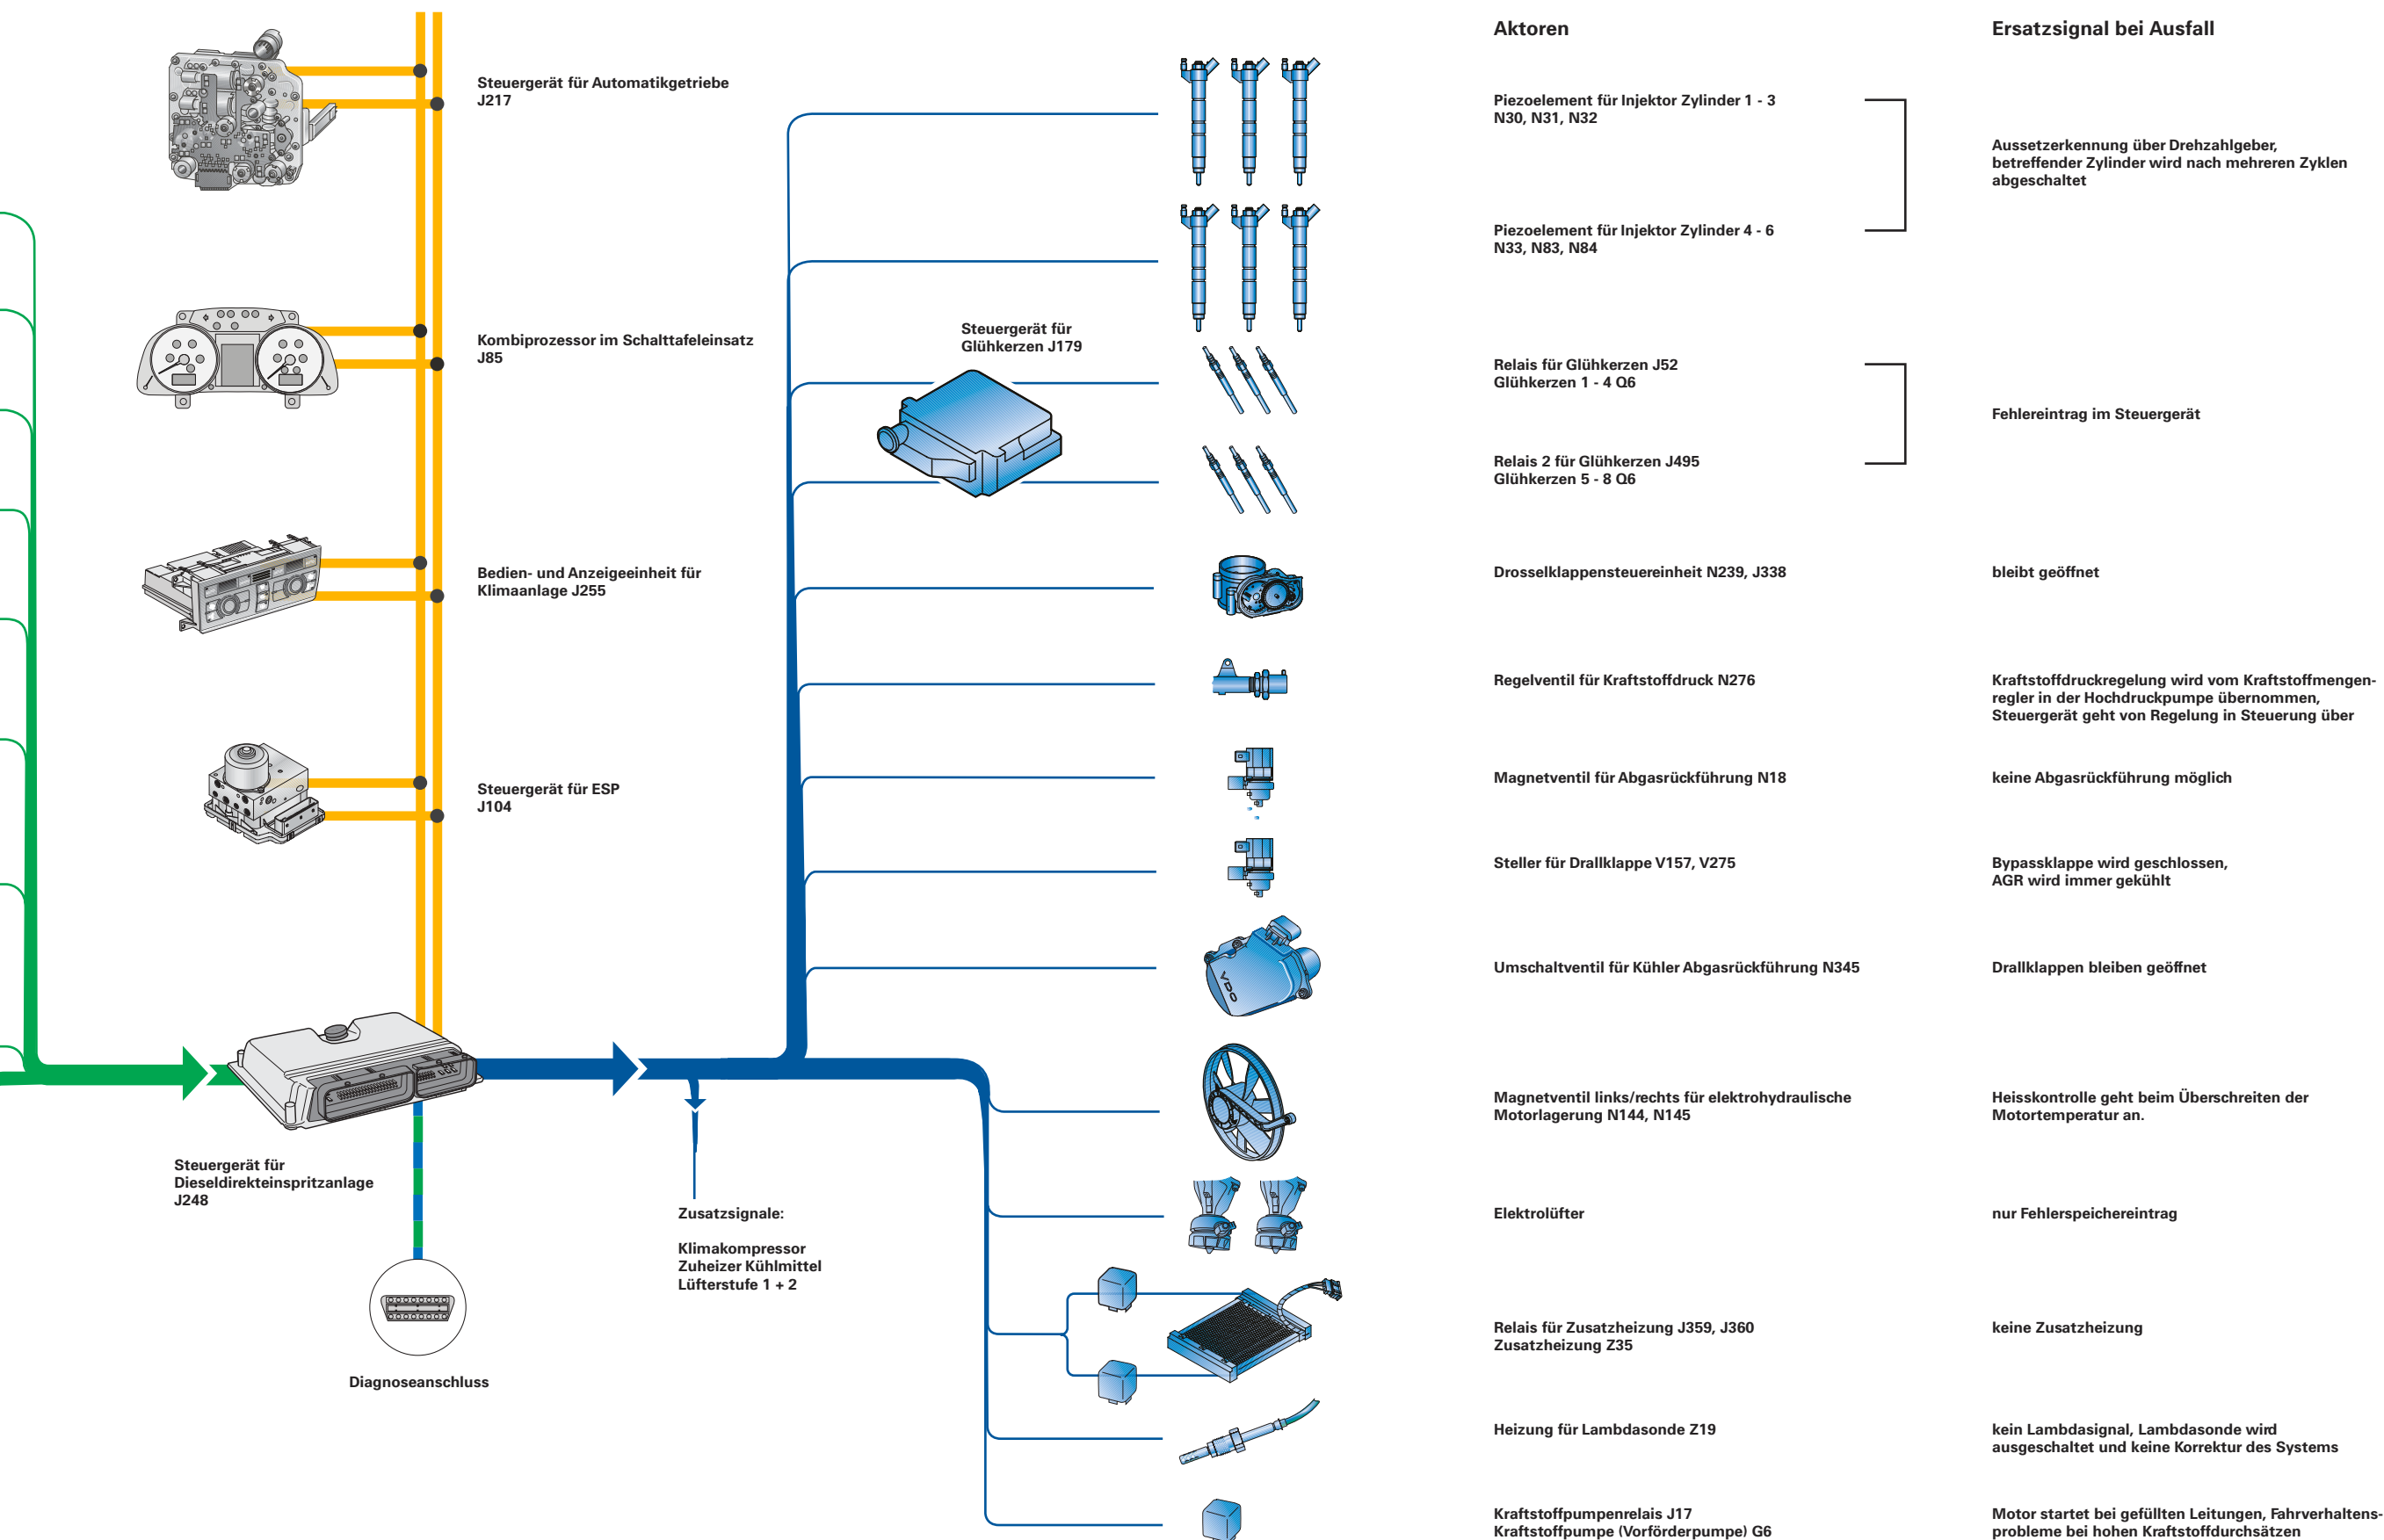 Aktoren
Ersatzsignal bei Ausfall
Steuergerät für Automatikgetriebe
J217
Kombiprozessor im Schalttafeleinsatz
J85
Bedien- und Anzeigeeinheit für
Klimaanlage J255
Steuergerät für ESP
J104
Steuergerät für
Dieseldirekteinspritzanlage
J248
Diagnoseanschluss
Zusatzsignale:
Klimakompressor
Zuheizer Kühlmittel
Lüfterstufe 1 + 2
Steuergerät für
Glühkerzen J179
VDO
Piezoelement für Injektor Zylinder 1 - 3
N30, N31, N32
Piezoelement für Injektor Zylinder 4 - 6
N33, N83, N84
Aussetzerkennung über Drehzahlgeber,
betreffender Zylinder wird nach mehreren Zyklen
abgeschaltet
Relais für Glühkerzen J52
Glühkerzen 1 - 4 Q6
Relais 2 für Glühkerzen J495
Glühkerzen 5 - 8 Q6
Fehlereintrag im Steuergerät
Drosselklappensteuereinheit N239, J338
bleibt geöffnet
Regelventil für Kraftstoffdruck N276
Kraftstoffdruckregelung wird vom Kraftstoffmengen-
regler in der Hochdruckpumpe übernommen,
Steuergerät geht von Regelung in Steuerung über
Magnetventil für Abgasrückführung N18
keine Abgasrückführung möglich
Steller für Drallklappe V157, V275
Bypassklappe wird geschlossen,
AGR wird immer gekühlt
Umschaltventil für Kühler Abgasrückführung N345
Drallklappen bleiben geöffnet
Magnetventil links/rechts für elektrohydraulische
Motorlagerung N144, N145
Heisskontrolle geht beim Überschreiten der
Motortemperatur an.
Elektrolüfter
nur Fehlerspeichereintrag
Relais für Zusatzheizung J359, J360
Zusatzheizung Z35
keine Zusatzheizung
Heizung für Lambdasonde Z19
kein Lambdasignal, Lambdasonde wird
ausgeschaltet und keine Korrektur des Systems
Kraftstoffpumpenrelais J17
Kraftstoffpumpe (Vorförderpumpe) G6
Motor startet bei gefüllten Leitungen, Fahrverhaltens-
probleme bei hohen Kraftstoffdurchsätzen